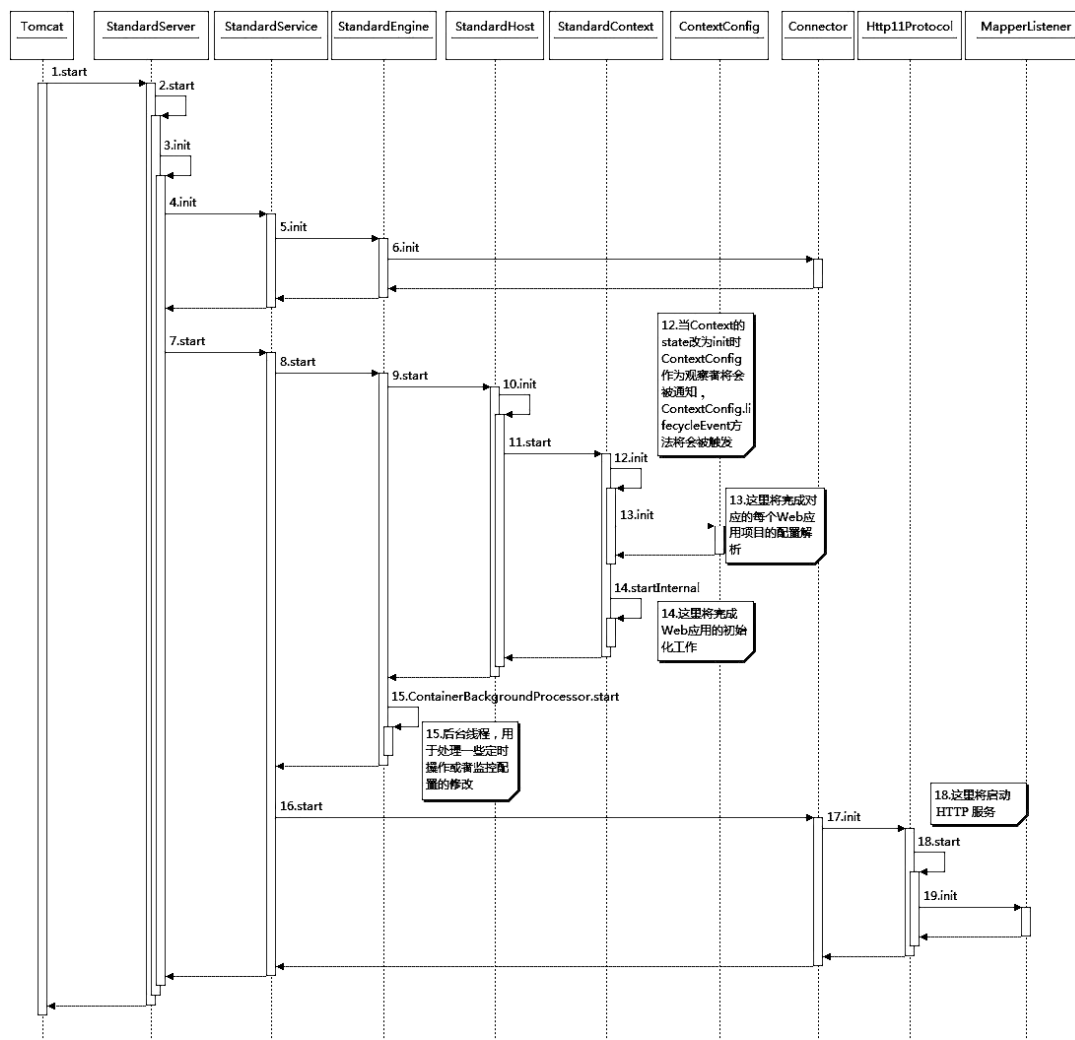 Tomcat
StandardServer
StandardService
StandardEngine
StandardHost
StandardContext
ContextConfig
Connector
Http11Protocol
MapperListener
1.start
2.start
3.init
4.init
5.init
6.init
7.start
8.start
9.start
10.init
11.start
12.当Context的
state改为init时
ContextConfig
作为观察者将会
被通知，
ContextConfig.li
fecycleEvent方
法将会被触发
12.init
13.init
13.这里将完成对
应的每个Web应
用项目的配置解
析
14.startInternal
14.这里将完成
Web应用的初始
化工作
15.ContainerBackgroundProcessor.start
15.后台线程，用
于处理一些定时
操作或者监控配
置的修改
16.start
17.init
18.这里将启动
HTTP 服务
18.start
19.init